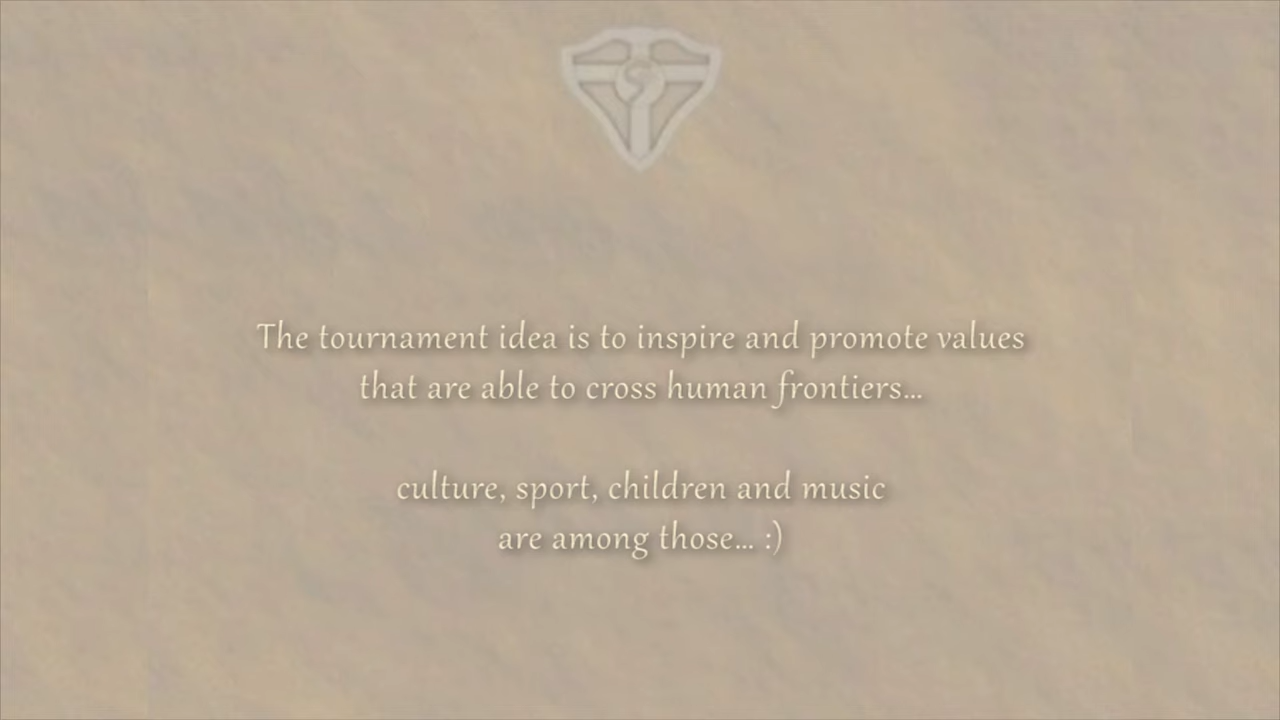 The tournament idea is to inspire and promote values
that are able to cross human frontiers...
culture, sport, children and music
are among those... :)